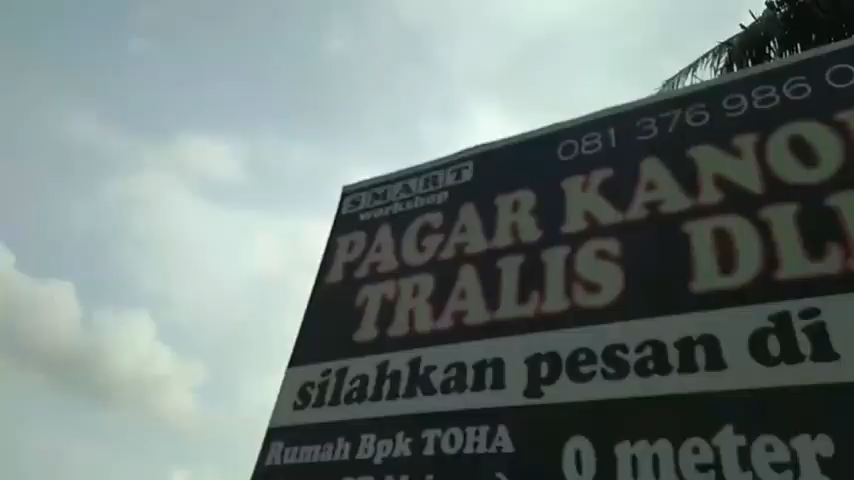 081 376 986 0
SMART
workshop
PAGAR KANO
TRALIS DL
silahkan pesan di
Rumah Bpk TOHA
0 meter